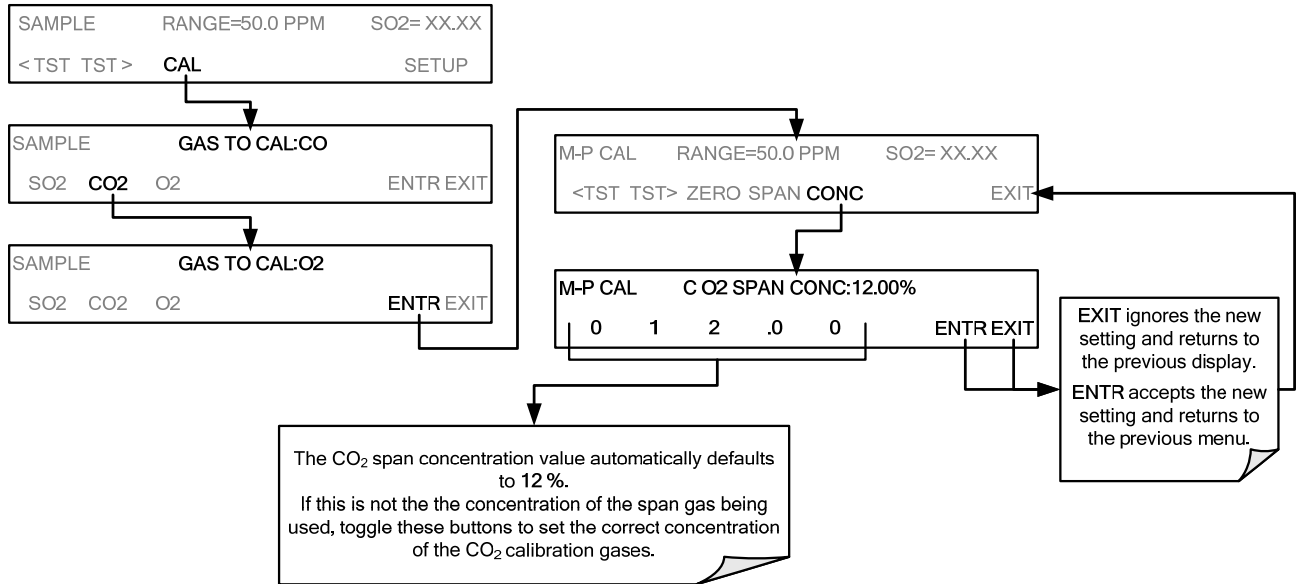 SAMPLE RANGE=50.0 PPM SO2= XX.XX
< TST TST > CAL SETUP
SAMPLE GAS TO CAL:CO
SO2 CO2 O2 ENTR EXIT
SAMPLE GAS TO CAL:O2
SO2 CO2 O2 ENTR EXIT
M-P CAL RANGE=50.0 PPM SO2= XX.XX
<TST TST> ZERO SPAN CONC EXIT
M-P CAL C O2 SPAN CONC:12.00%
0 1 2 .0 0 ENTR EXIT
EXIT ignores the new
setting and returns to
the previous display.
ENTR accepts the new
setting and returns to
the previous menu.
The CO₂ span concentration value automatically defaults
to 12 %.
If this is not the the concentration of the span gas being
used, toggle these buttons to set the correct concentration
of the CO₂ calibration gases.